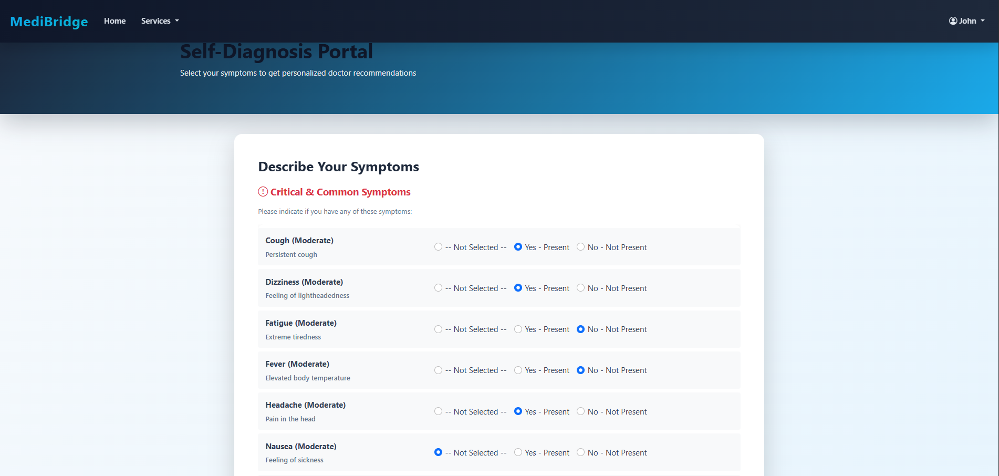 MediBridge Home Services John
Self-Diagnosis Portal
Select your symptoms to get personalized doctor recommendations
Describe Your Symptoms
Critical & Common Symptoms
Please indicate if you have any of these symptoms:
Cough (Moderate)
Persistent cough
-- Not Selected -- Yes - Present No - Not Present
Dizziness (Moderate)
Feeling of lightheadedness
-- Not Selected -- Yes - Present No - Not Present
Fatigue (Moderate)
Extreme tiredness
-- Not Selected -- Yes - Present No - Not Present
Fever (Moderate)
Elevated body temperature
-- Not Selected -- Yes - Present No - Not Present
Headache (Moderate)
Pain in the head
-- Not Selected -- Yes - Present No - Not Present
Nausea (Moderate)
Feeling of sickness
-- Not Selected -- Yes - Present No - Not Present